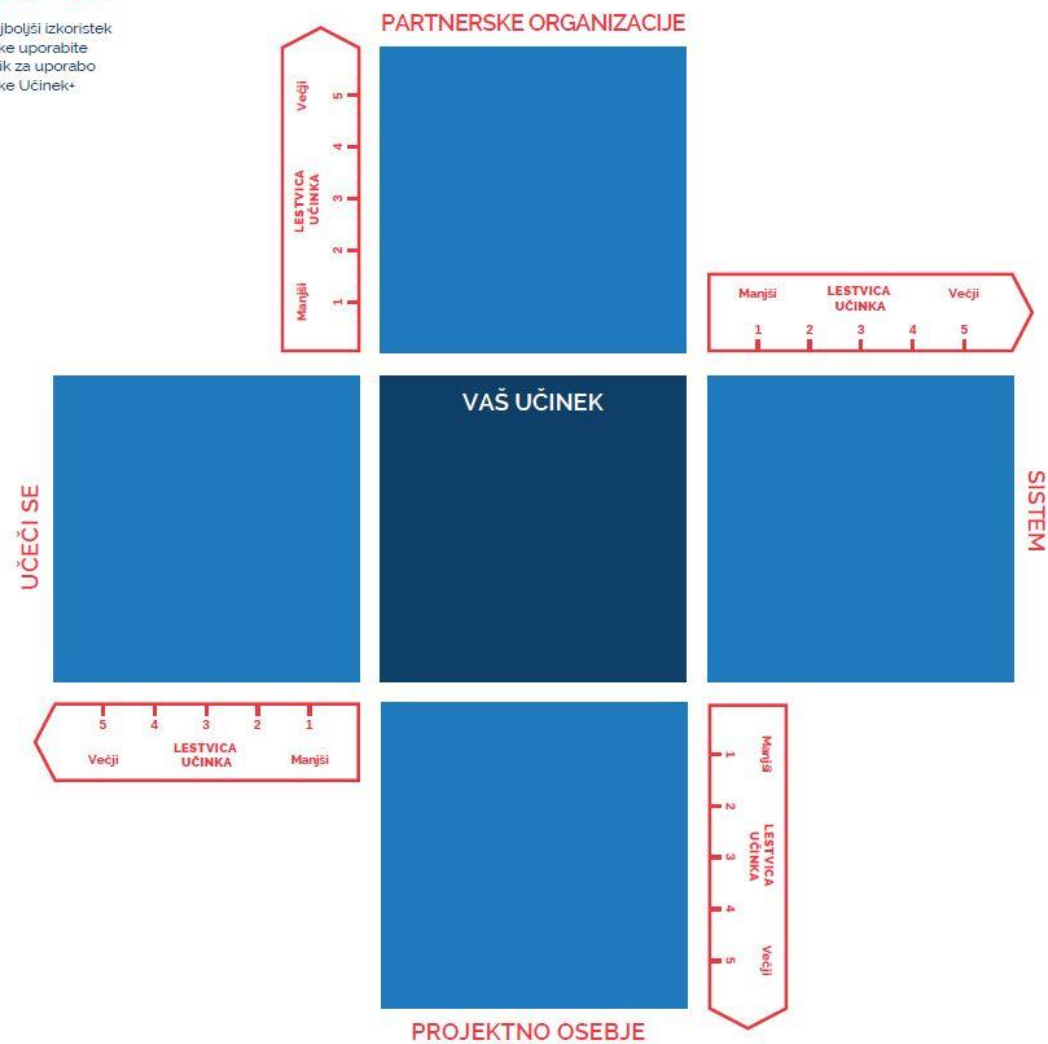 jboljši izkoristek
ke uporabite
ik za uporabo
ke Učinek+
PARTNERSKE ORGANIZACIJE
Večji
LESTVICA
UČINKA
Manjši
5
4
3
2
1
Manjši
LESTVICA
UČINKA
Večji
1 2 3 4 5
VAŠ UČINEK
UČEČI SE
SISTEM
5 4 3 2 1
Večji
LESTVICA
UČINKA
Manjši
1
2
3
4
5
Manjši
LESTVICA
UČINKA
Večji
PROJEKTNO OSEBJE